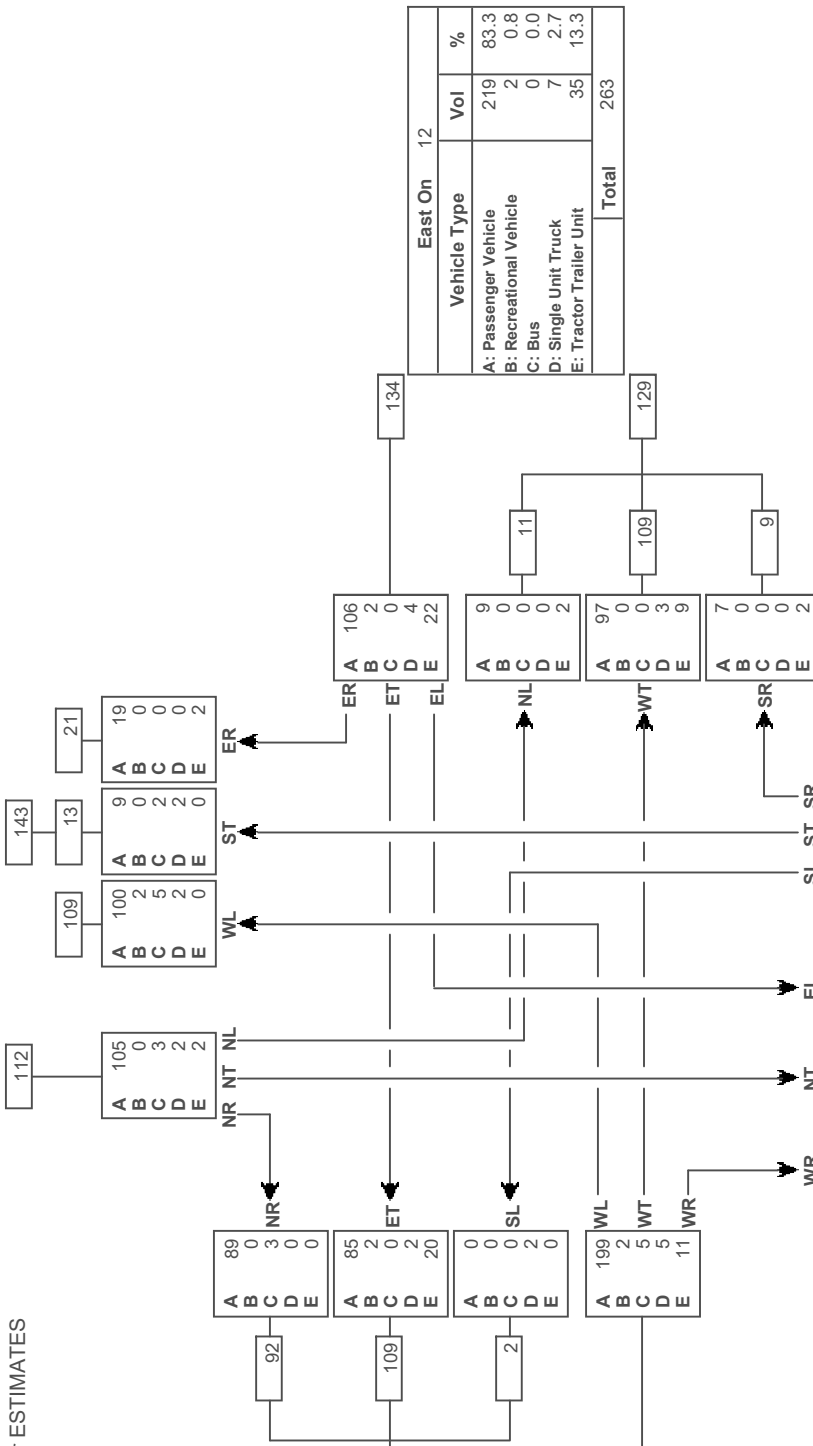 · ESTIMATES
143
112
109
13
21
A 105
B 0
C 3
D 2
E 2
A 100
B 2
C 5
D 2
E 0
A 9
B 0
C 2
D 2
E 0
A 19
B 0
C 0
D 0
E 2
NR NT NL
WL
ST
ER
92
A 89
B 0
C 3
D 0
E 0
NR
109
A 85
B 2
C 0
D 2
E 20
ET
2
A 0
B 0
C 0
D 2
E 0
SL
A 199
B 2
C 5
D 5
E 11
WL
WT
WR
ER
ET
EL
A 106
B 2
C 0
D 4
E 22
134
NL
A 9
B 0
C 0
D 0
E 2
11
WT
A 97
B 0
C 0
D 3
E 9
109
SR
A 7
B 0
C 0
D 0
E 2
9
129
East On 12
Vehicle Type Vol %
A: Passenger Vehicle 219 83.3
B: Recreational Vehicle 2 0.8
C: Bus 0 0.0
D: Single Unit Truck 7 2.7
E: Tractor Trailer Unit 35 13.3
Total 263
WR NT EL SL ST SR